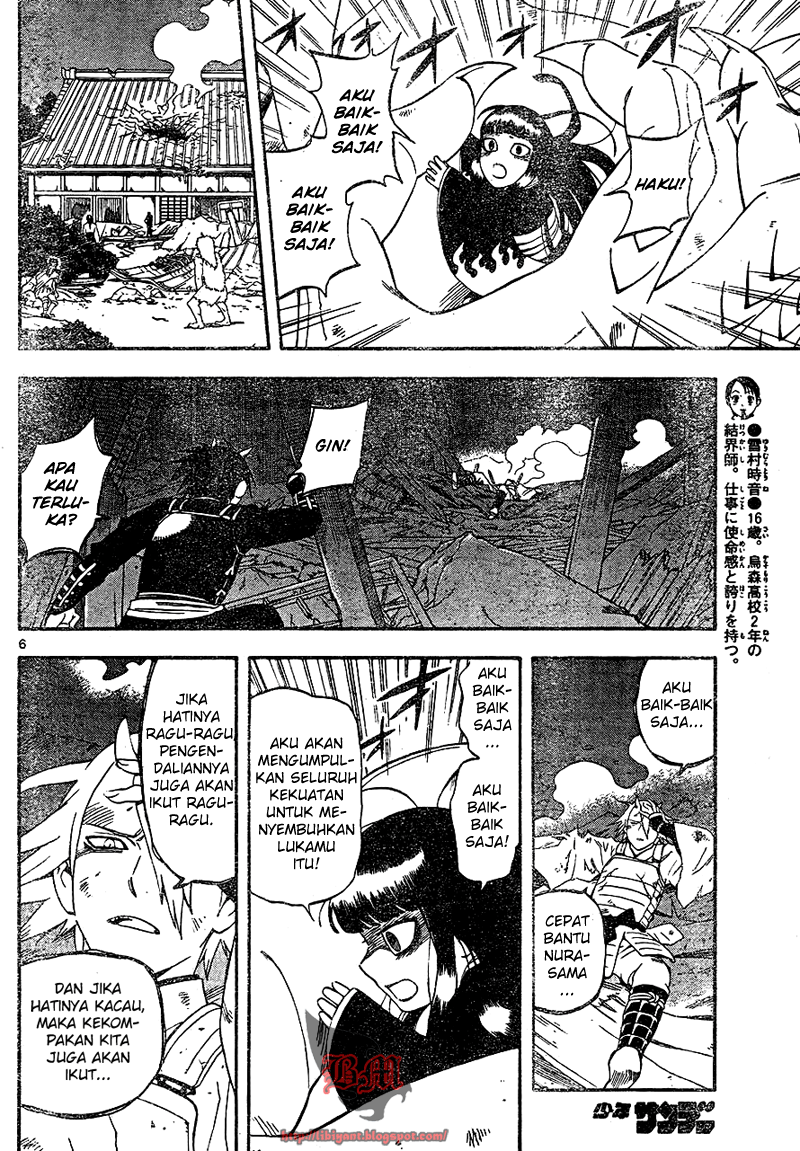 HAKU!
AKU
BAIK-
BAIK
SAJA!
AKU
BAIK-
BAIK
SAJA!
GIN!
APA
KAU
TERLU-
KA?
●雪村時音●16歳。烏森高校2年の
結界師。仕事に使命感と誇りを持つ。
6
AKU
BAIK-BAIK
SAJA...
CEPAT
BANTU
NURA-
SAMA
...
AKU
BAIK-
BAIK
SAJA
...
AKU
BAIK-
BAIK
SAJA!
AKU AKAN
MENGUMPUL-
KAN SELURUH
KEKUATAN
UNTUK ME-
NYEMBUHKAN
LUKAMU
ITU!
JIKA
HATINYA
RAGU-RAGU,
PENGEN-
DALIANNYA
JUGA AKAN
IKUT RAGU-
RAGU.
DAN JIKA
HATINYA KACAU,
MAKA KEKOM-
PAKAN KITA
JUGA AKAN
IKUT...
BM
少年サンデー